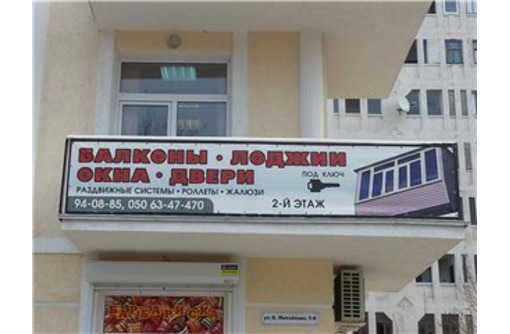 БАЛКОНЫ • ЛОДЖИИ
ОКНА • ДВЕРИ
ПОД КЛЮЧ
РАЗДВИЖНЫЕ СИСТЕМЫ • РОЛЛЕТЫ • ЖАЛЮЗИ
94-08-85, 050 63-47-470
2-Й ЭТАЖ
БАРБАРИСКА